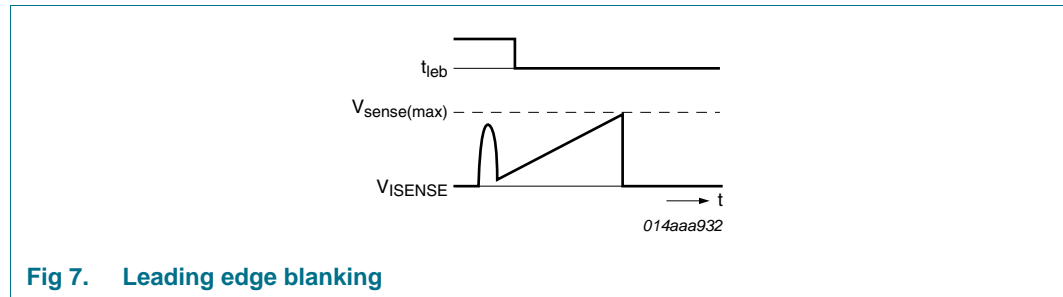 tleb
Vsense(max)
VISENSE
t
014aaa932
Fig 7. Leading edge blanking